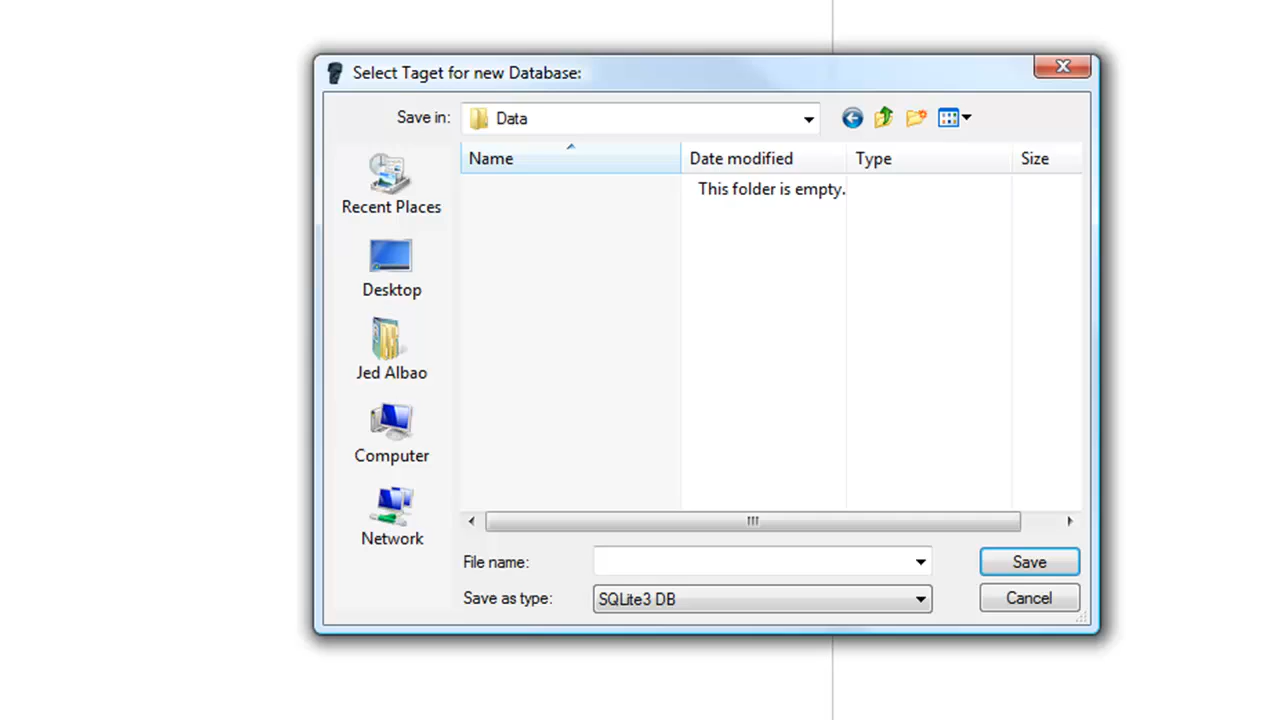 Select Taget for new Database:
Save in: Data
Name Date modified Type Size
This folder is empty.
Recent Places
Desktop
Jed Albao
Computer
Network
File name: Save
Save as type: SQLite3 DB Cancel